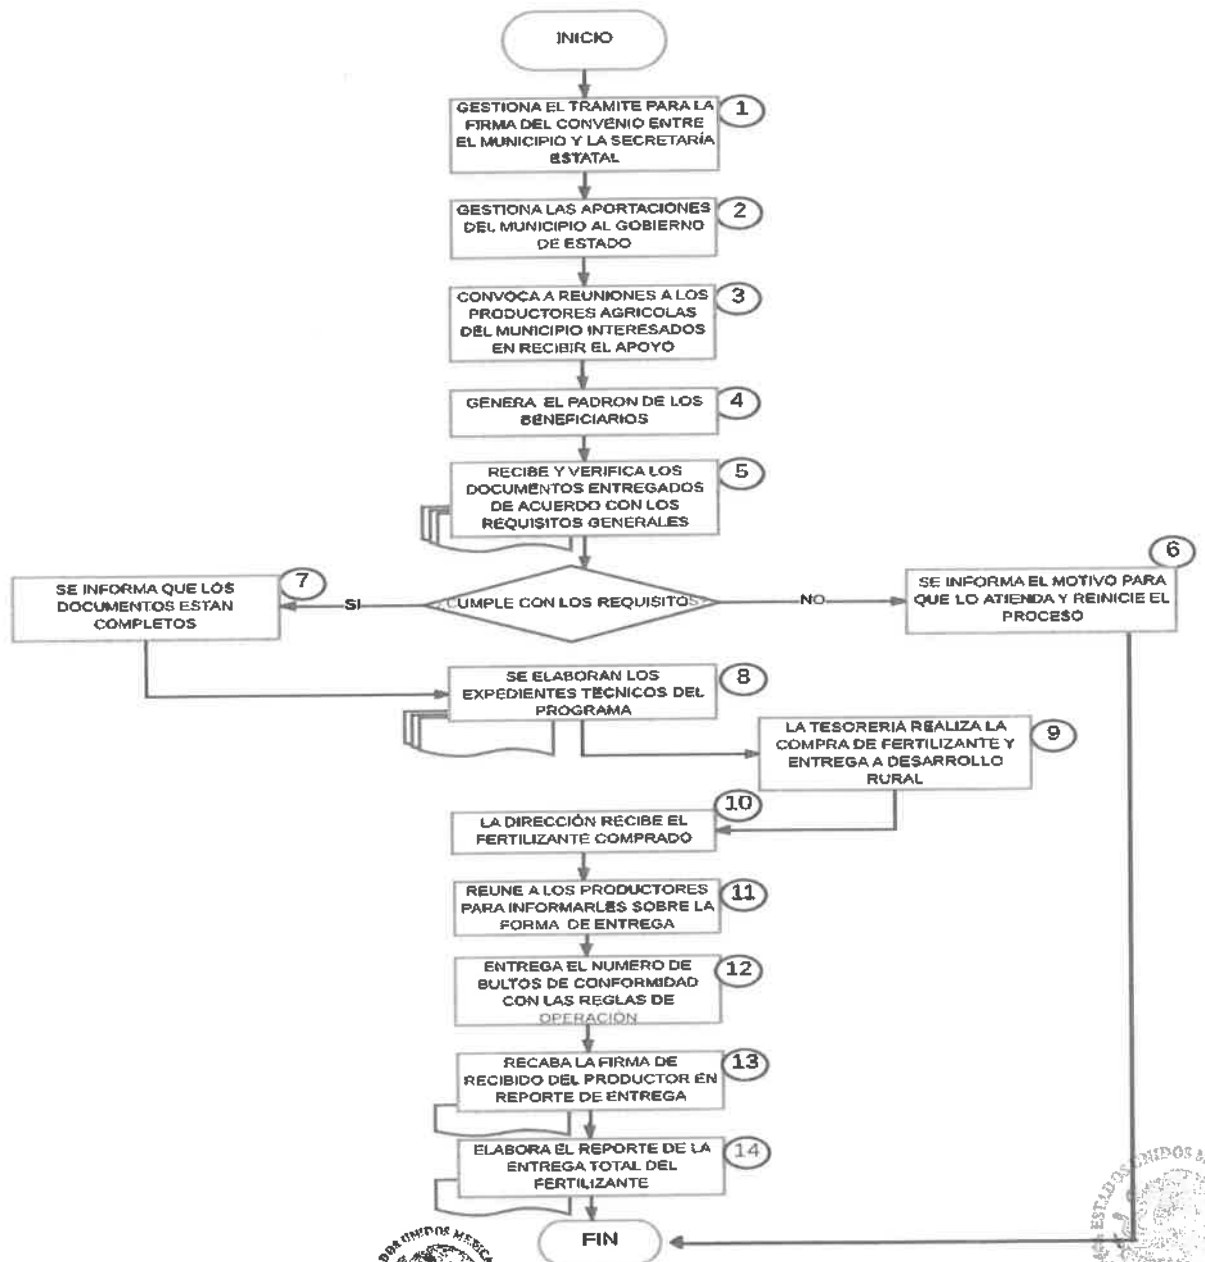 INICIO
GESTIONA EL TRAMITE PARA LA
FIRMA DEL CONVENIO ENTRE
EL MUNICIPIO Y LA SECRETARÍA
ESTATAL
1
GESTIONA LAS APORTACIONES
DEL MUNICIPIO AL GOBIERNO
DE ESTADO
2
CONVOCA A REUNIONES A LOS
PRODUCTORES AGRICOLAS
DEL MUNICIPIO INTERESADOS
EN RECIBIR EL APOYO
3
GENERA EL PADRON DE LOS
BENEFICIARIOS
4
RECIBE Y VERIFICA LOS
DOCUMENTOS ENTREGADOS
DE ACUERDO CON LOS
REQUISITOS GENERALES
5
¿CUMPLE CON LOS REQUISITOS?
NO
SE INFORMA EL MOTIVO PARA
QUE LO ATIENDA Y REINICIE EL
PROCESO
6
SI
SE INFORMA QUE LOS
DOCUMENTOS ESTAN
COMPLETOS
7
SE ELABORAN LOS
EXPEDIENTES TÉCNICOS DEL
PROGRAMA
8
LA TESORERIA REALIZA LA
COMPRA DE FERTILIZANTE Y
ENTREGA A DESARROLLO
RURAL
9
LA DIRECCIÓN RECIBE EL
FERTILIZANTE COMPRADO
10
REUNE A LOS PRODUCTORES
PARA INFORMARLES SOBRE LA
FORMA DE ENTREGA
11
ENTREGA EL NUMERO DE
BULTOS DE CONFORMIDAD
CON LAS REGLAS DE
OPERACIÓN
12
RECABA LA FIRMA DE
RECIBIDO DEL PRODUCTOR EN
REPORTE DE ENTREGA
13
ELABORA EL REPORTE DE LA
ENTREGA TOTAL DEL
FERTILIZANTE
14
FIN
UNIDOS
ESTADOS UNIDOS